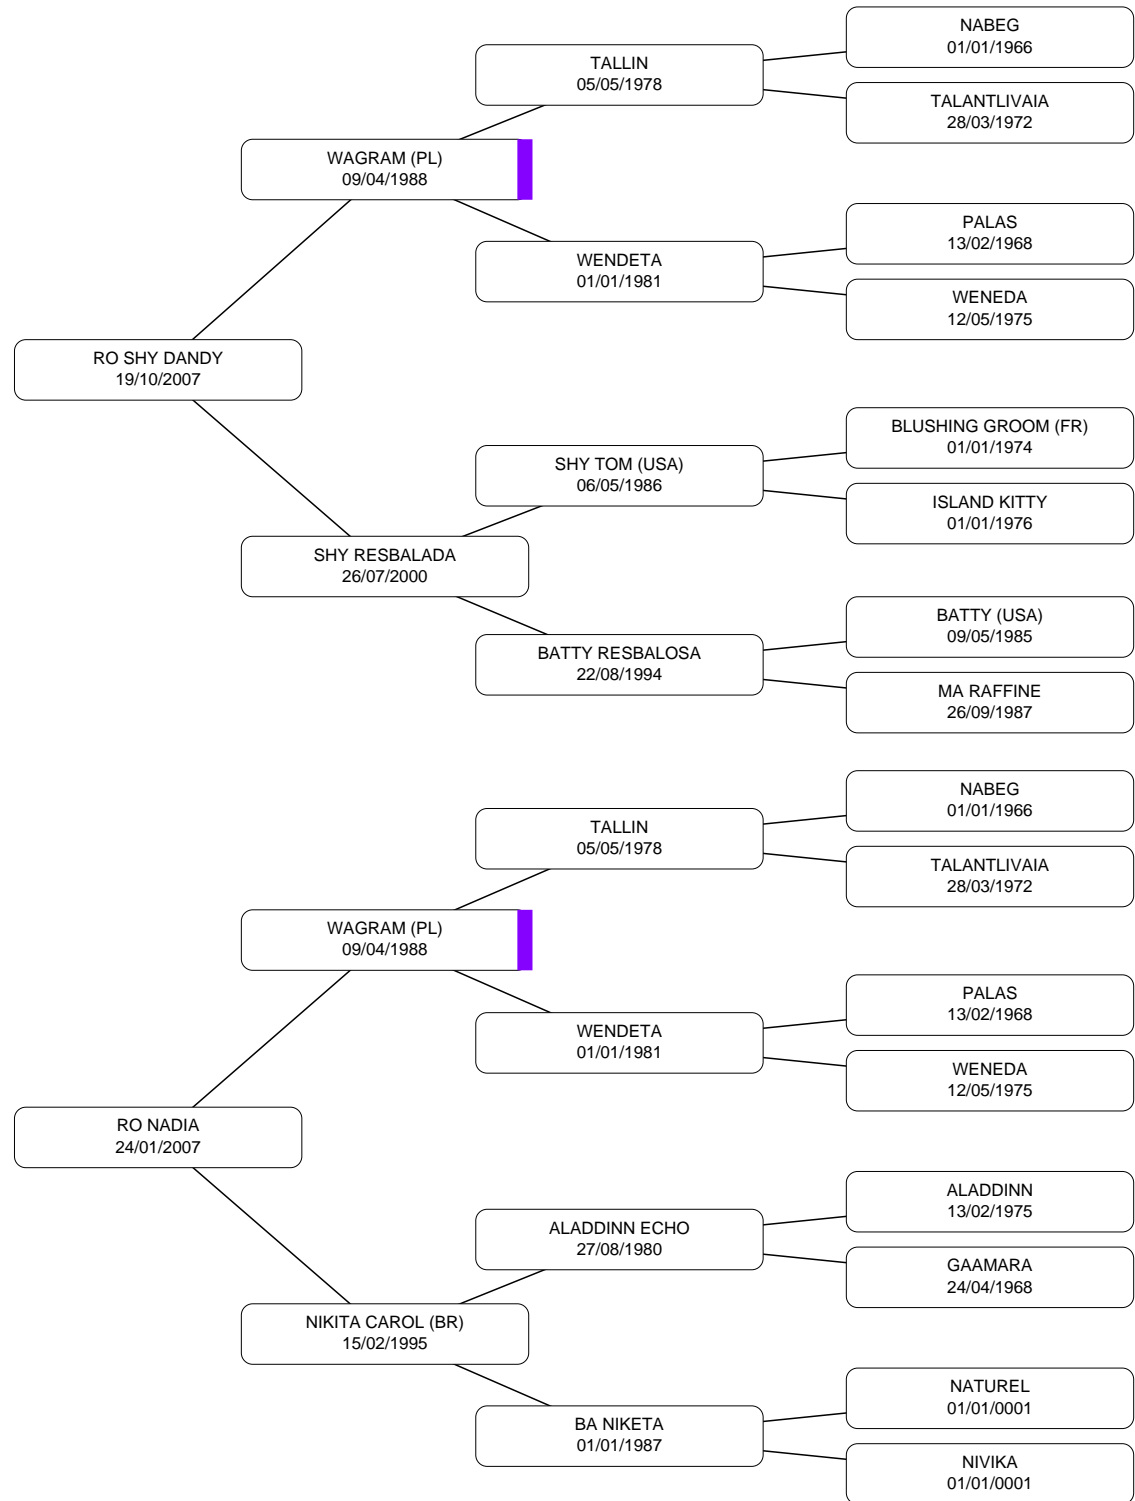 NABEG
01/01/1966
TALLIN
05/05/1978
TALANTLIVAIA
28/03/1972
WAGRAM (PL)
09/04/1988
PALAS
13/02/1968
WENDETA
01/01/1981
WENEDA
12/05/1975
RO SHY DANDY
19/10/2007
BLUSHING GROOM (FR)
01/01/1974
SHY TOM (USA)
06/05/1986
ISLAND KITTY
01/01/1976
SHY RESBALADA
26/07/2000
BATTY (USA)
09/05/1985
BATTY RESBALOSA
22/08/1994
MA RAFFINE
26/09/1987
NABEG
01/01/1966
TALLIN
05/05/1978
TALANTLIVAIA
28/03/1972
WAGRAM (PL)
09/04/1988
PALAS
13/02/1968
WENDETA
01/01/1981
WENEDA
12/05/1975
RO NADIA
24/01/2007
ALADDINN
13/02/1975
ALADDINN ECHO
27/08/1980
GAAMARA
24/04/1968
NIKITA CAROL (BR)
15/02/1995
NATUREL
01/01/0001
BA NIKETA
01/01/1987
NIVIKA
01/01/0001